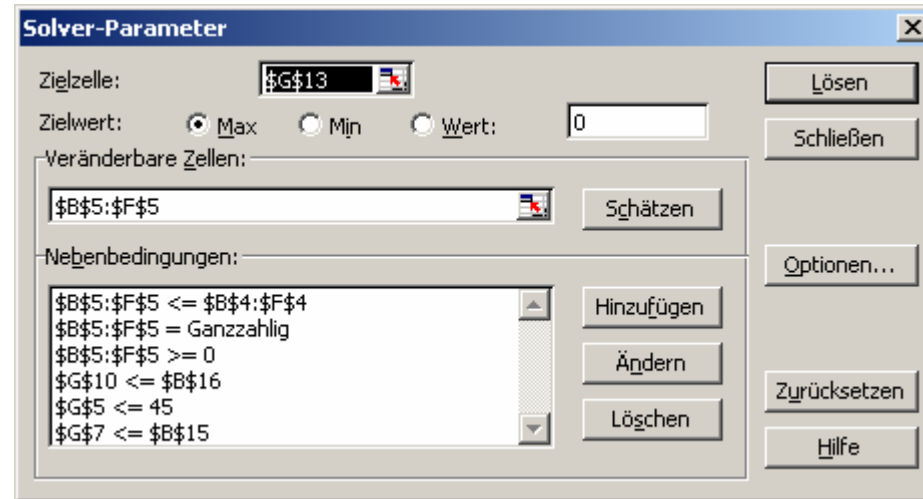 Solver-Parameter
Zielzelle: $G$13
Lösen
Zielwert: Max Min Wert: 0
Schließen
Veränderbare Zellen:
$B$5:$F$5
Schätzen
Nebenbedingungen:
Optionen...
$B$5:$F$5 <= $B$4:$F$4
$B$5:$F$5 = Ganzzahlig
$B$5:$F$5 >= 0
$G$10 <= $B$16
$G$5 <= 45
$G$7 <= $B$15
Hinzufügen
Ändern
Löschen
Zurücksetzen
Hilfe